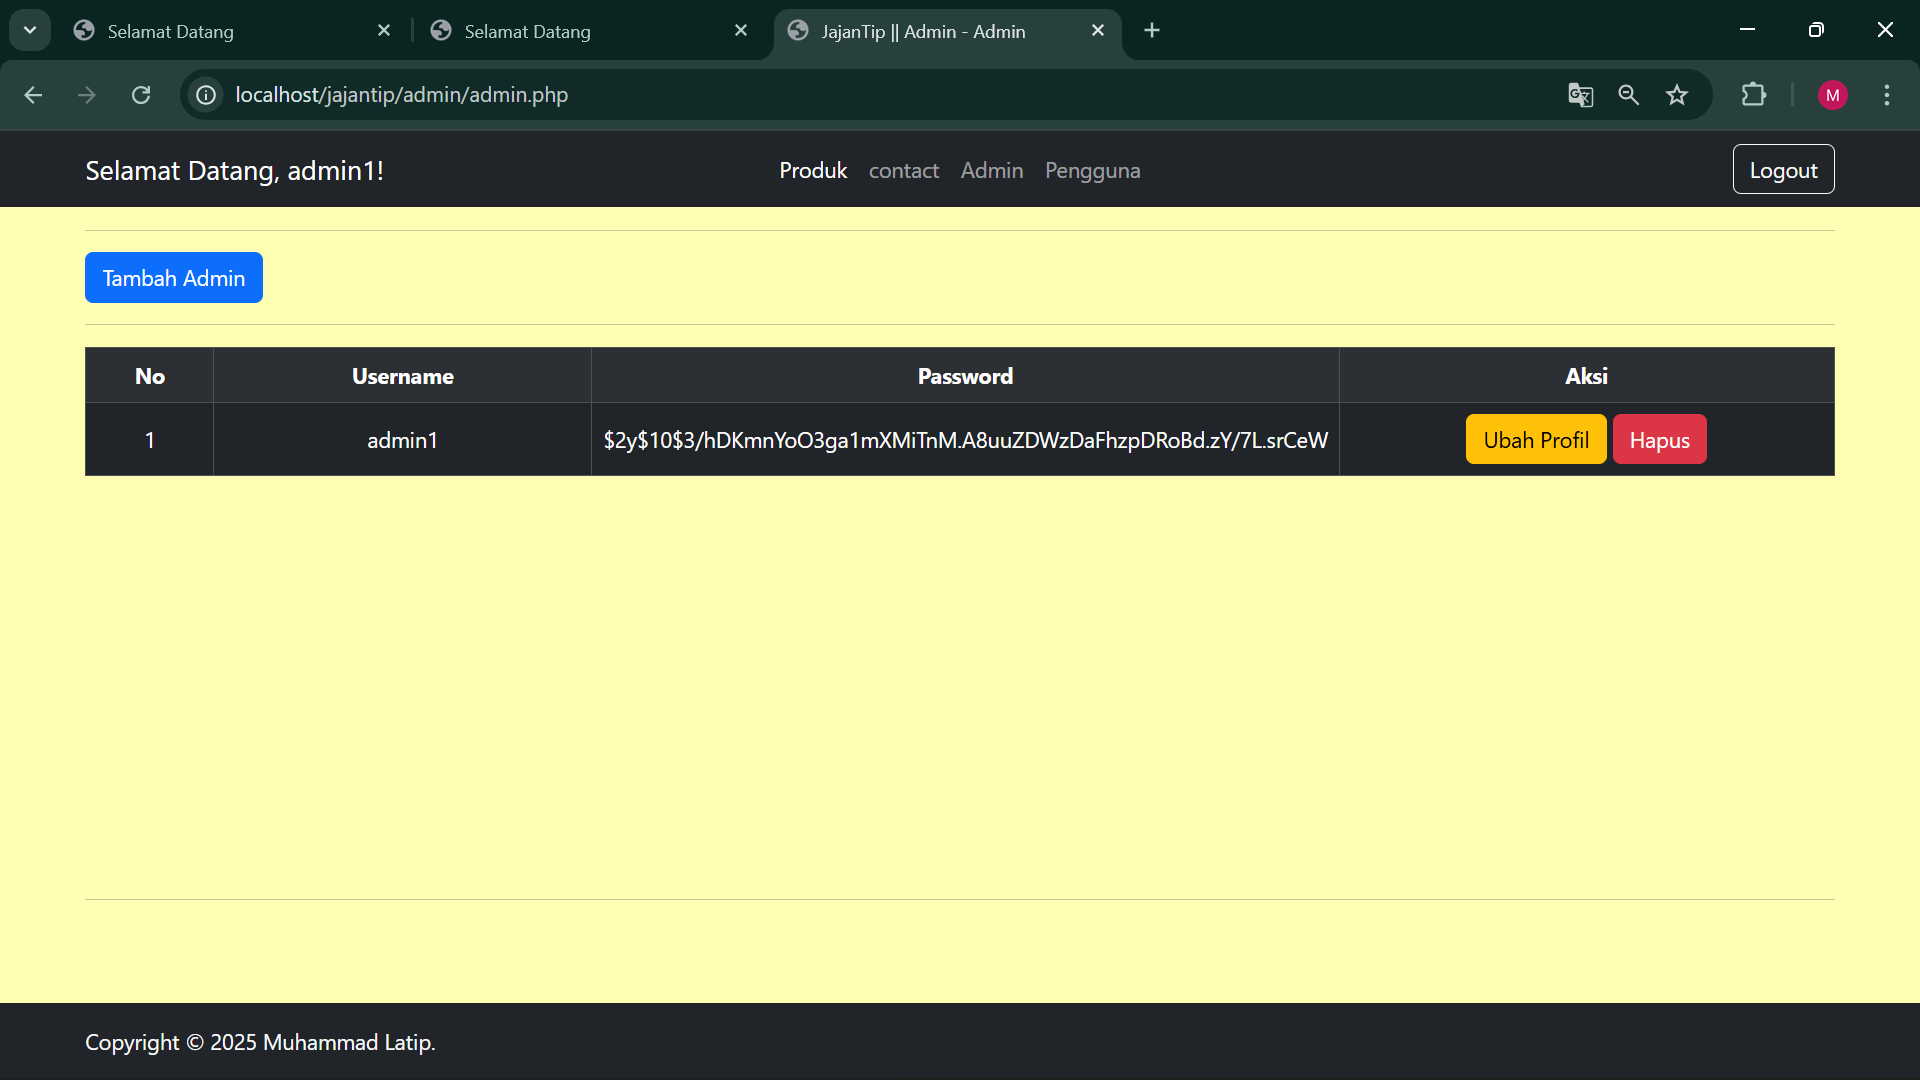 Selamat Datang
Selamat Datang
JajanTip || Admin - Admin
localhost/jajantip/admin/admin.php
M
Selamat Datang, admin1!
Produk contact Admin Pengguna
Logout
Tambah Admin
No Username Password Aksi
1 admin1 $2y$10$3/hDKmnYoO3ga1mXMiTnM.A8uuZDWzDaFhzpDRoBd.zY/7L.srCeW Ubah Profil Hapus
Copyright © 2025 Muhammad Latip.